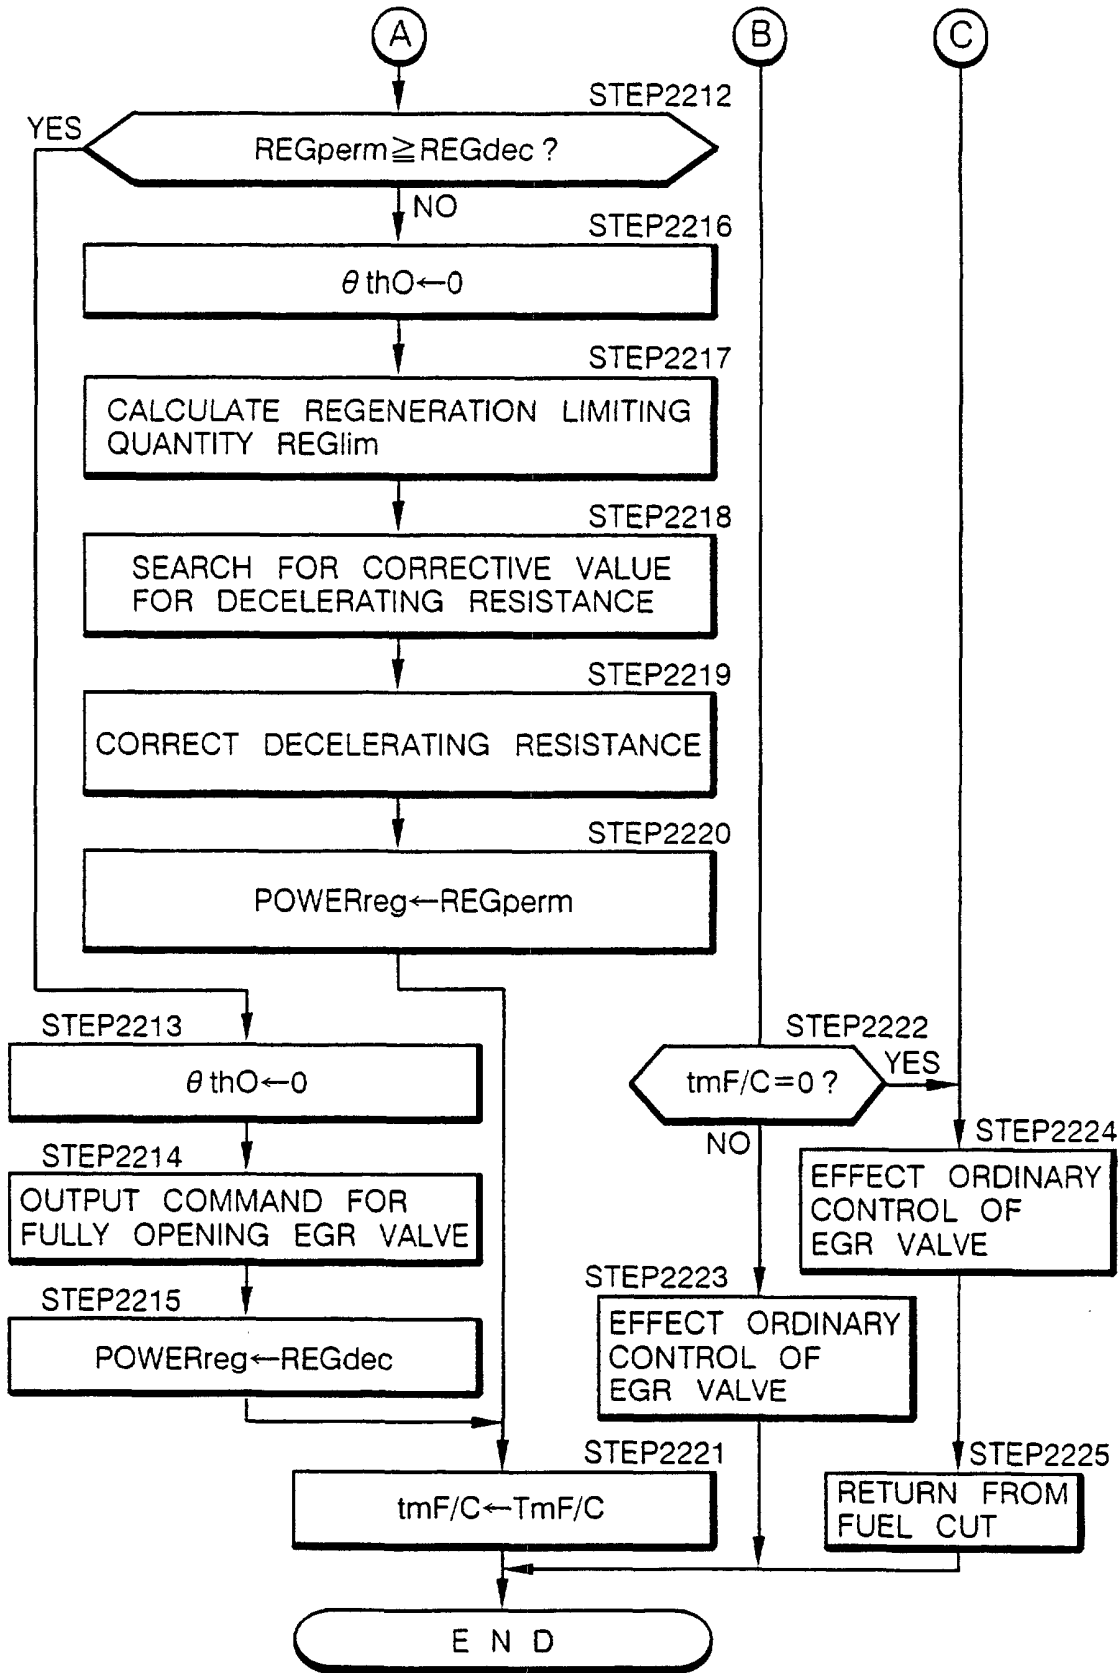 A
B
C
STEP2212
YES
REGperm≧REGdec ?
NO
STEP2216
θthO←0
STEP2217
CALCULATE REGENERATION LIMITING
QUANTITY REGlim
STEP2218
SEARCH FOR CORRECTIVE VALUE
FOR DECELERATING RESISTANCE
STEP2219
CORRECT DECELERATING RESISTANCE
STEP2220
POWERreg←REGperm
STEP2213
θthO←0
STEP2214
OUTPUT COMMAND FOR
FULLY OPENING EGR VALVE
STEP2215
POWERreg←REGdec
STEP2222
tmF/C=0 ?
YES
NO
STEP2224
EFFECT ORDINARY
CONTROL OF
EGR VALVE
STEP2223
EFFECT ORDINARY
CONTROL OF
EGR VALVE
STEP2221
tmF/C←TmF/C
STEP2225
RETURN FROM
FUEL CUT
E N D